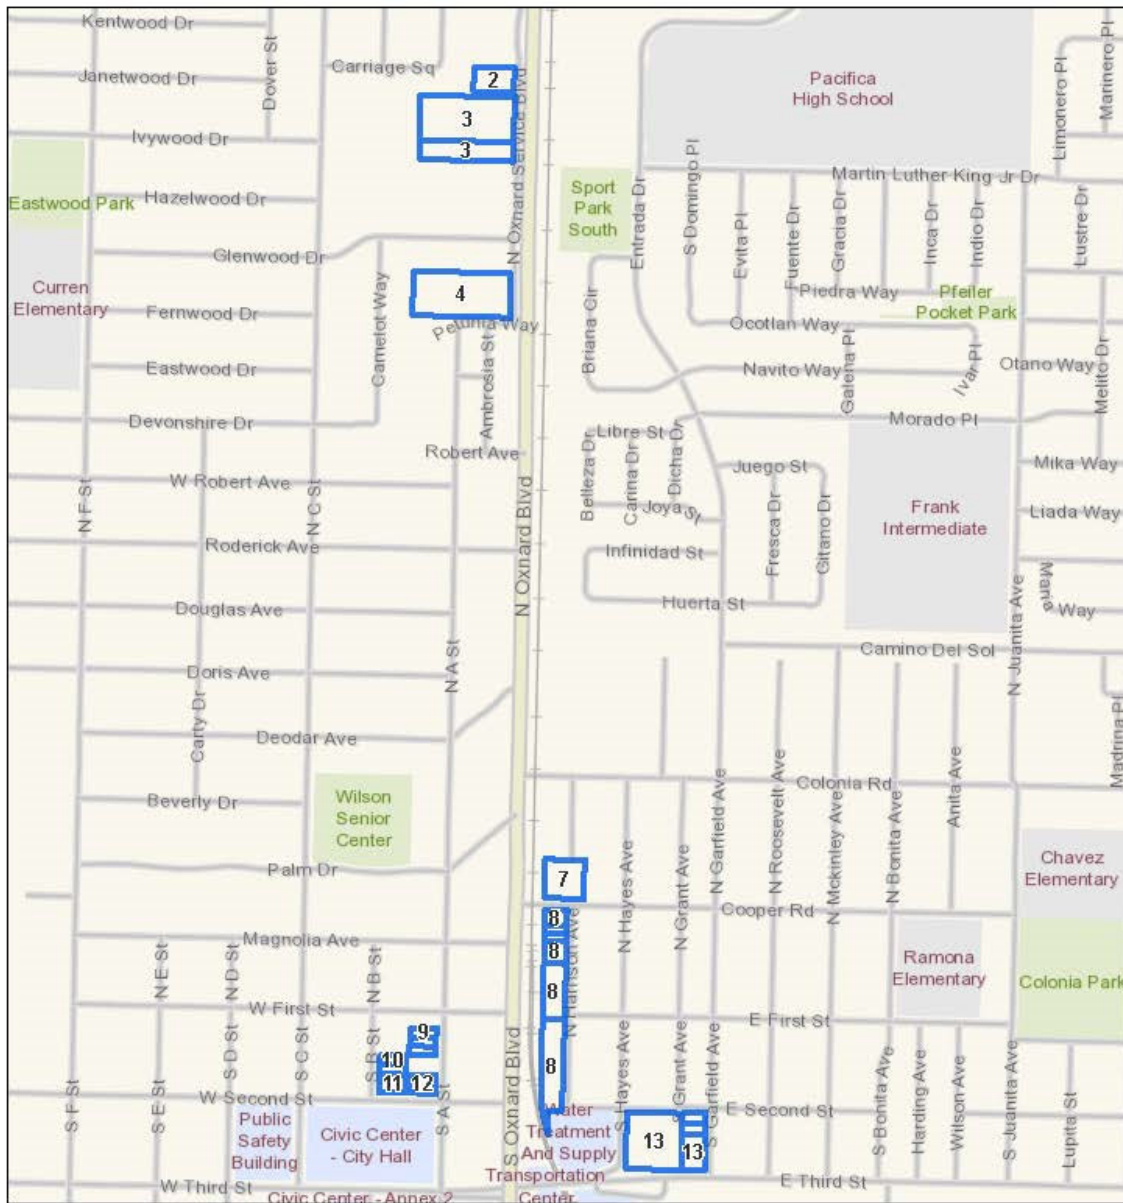 Kentwood Dr
Janetwood Dr
Dover St
Carriage Sq
2
N Oxnard Service Blvd
Pacifica
High School
Limonero Pl
Marinero Pl
3
3
Ivywood Dr
Eastwood Park
Hazelwood Dr
Sport
Park
South
Entrada Dr
S Domingo Pl
Martin Luther King Jr Dr
Evita Pl
Fuente Dr
Gracia Dr
Inca Dr
Indio Dr
Lustre Dr
Glenwood Dr
Curren
Elementary
Fernwood Dr
Camelot Way
4
Petunia Way
Briana Cir
Piedra Way
Pfeiler
Pocket Park
Ocotlan Way
Galena Pl
Ivar Pl
Eastwood Dr
Ambrosia St
Navito Way
Otano Way
Melito Dr
Devonshire Dr
Morado Pl
Robert Ave
Libre St
Belleza Dr
Carina Dr
Dicha Dr
Juego St
Mika Way
N F St
W Robert Ave
N C St
N Oxnard Blvd
Joya St
Fresca Dr
Gitano Dr
Frank
Intermediate
Liada Way
Roderick Ave
Infinidad St
Douglas Ave
Huerta St
Way
Doris Ave
N A St
Camino Del Sol
N Juanita Ave
Carty Dr
Deodar Ave
Madrina Pl
Beverly Dr
Wilson
Senior
Center
Colonia Rd
N Hayes Ave
N Grant Ave
N Garfield Ave
N Roosevelt Ave
N Mckinley Ave
N Bonita Ave
Anita Ave
Palm Dr
7
Chavez
Elementary
Cooper Rd
8
8
8
8
N Harrison Ave
Magnolia Ave
N E St
N D St
N B St
Ramona
Elementary
Colonia Park
W First St
E First St
9
10
11
12
S F St
S E St
S D St
S C St
S B St
S A St
S Oxnard Blvd
S Hayes Ave
S Grant Ave
S Garfield Ave
S Bonita Ave
Harding Ave
Wilson Ave
S Juanita Ave
Lupita St
W Second St
E Second St
Public
Safety
Building
Civic Center
- City Hall
Water
Treatment
And Supply
Transportation
Center
13
13
W Third St
Civic Center - Annex 2
E Third St